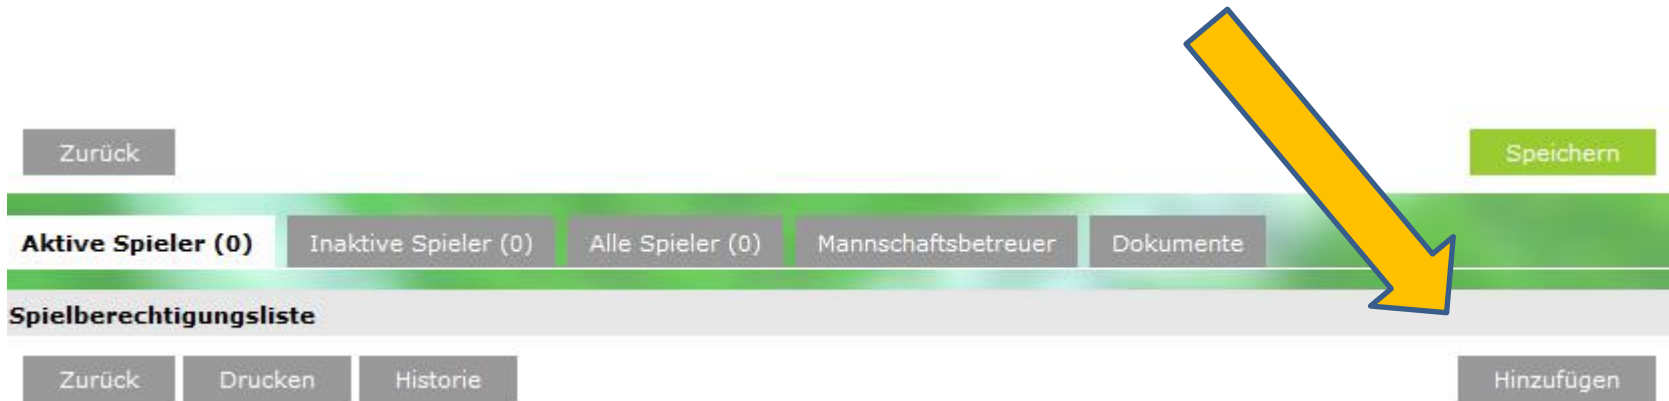 Zurück Speichern
Aktive Spieler (0) Inaktive Spieler (0) Alle Spieler (0) Mannschaftsbetreuer Dokumente
Spielberechtigungsliste
Zurück Drucken Historie Hinzufügen